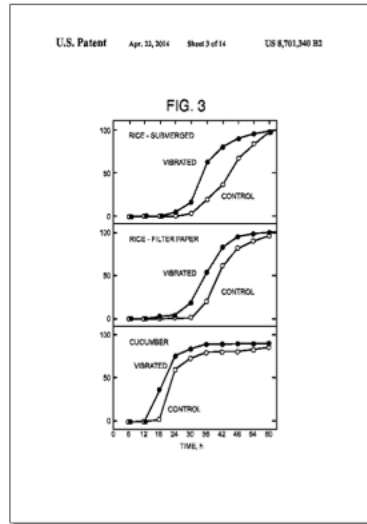 U.S. Patent Apr. 22, 2014 Sheet 3 of 14 US 8,701,340 B2
FIG. 3
RICE - SUBMERGED
100
VIBRATED
50
CONTROL
0
RICE - FILTER PAPER
100
VIBRATED
50
CONTROL
0
CUCUMBER
100
VIBRATED
50
CONTROL
0 6 12 18 24 30 36 42 48 54 60
TIME, h